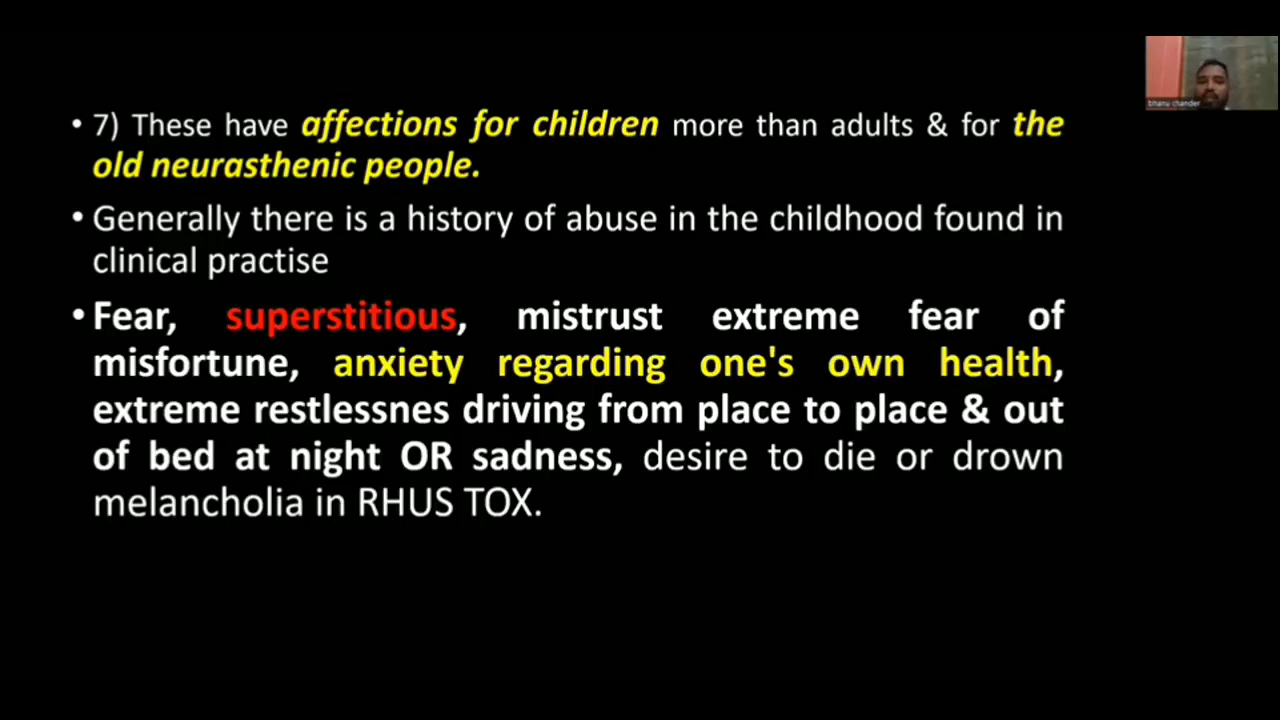 • 7) These have affections for children more than adults & for the
old neurasthenic people.
• Generally there is a history of abuse in the childhood found in
clinical practise
• Fear, superstitious, mistrust extreme fear of
misfortune, anxiety regarding one's own health,
extreme restlessnes driving from place to place & out
of bed at night OR sadness, desire to die or drown
melancholia in RHUS TOX.
bhanu chander